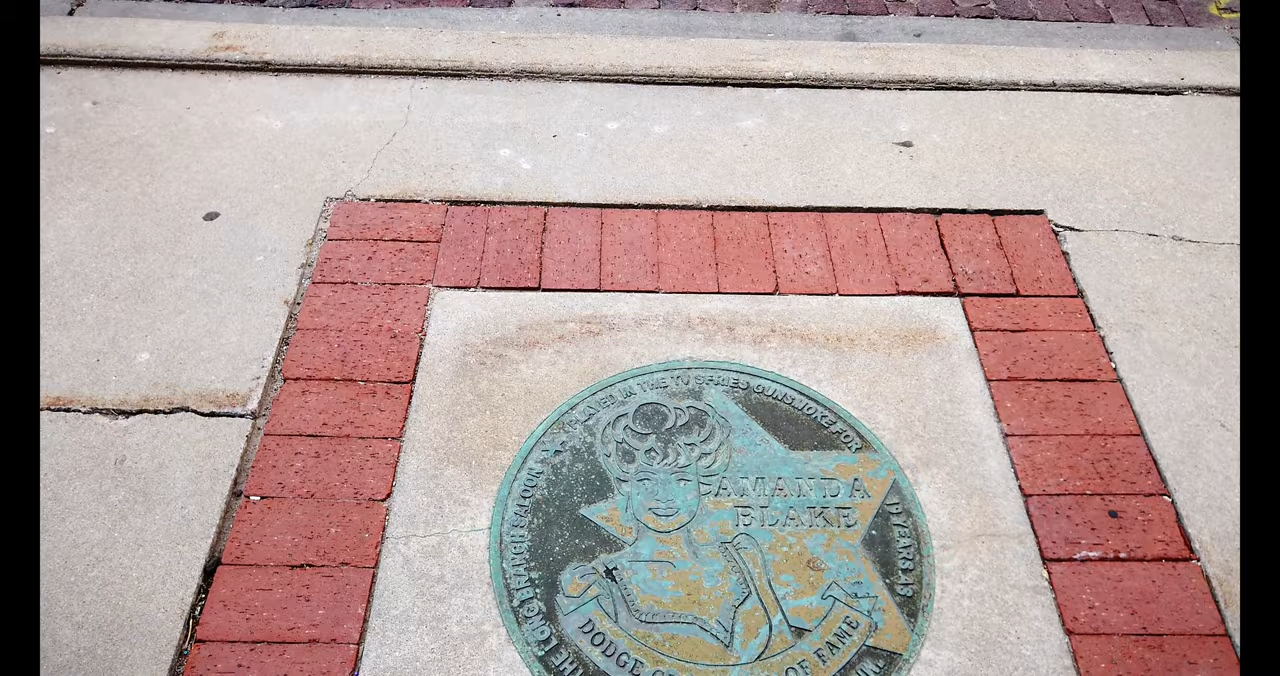 PLAYED IN THE TV SERIES GUNSMOKE FOR
19 YEARS AS
THE LONG BRANCH SALOON
AMANDA
BLAKE
DODGE
OF FAME